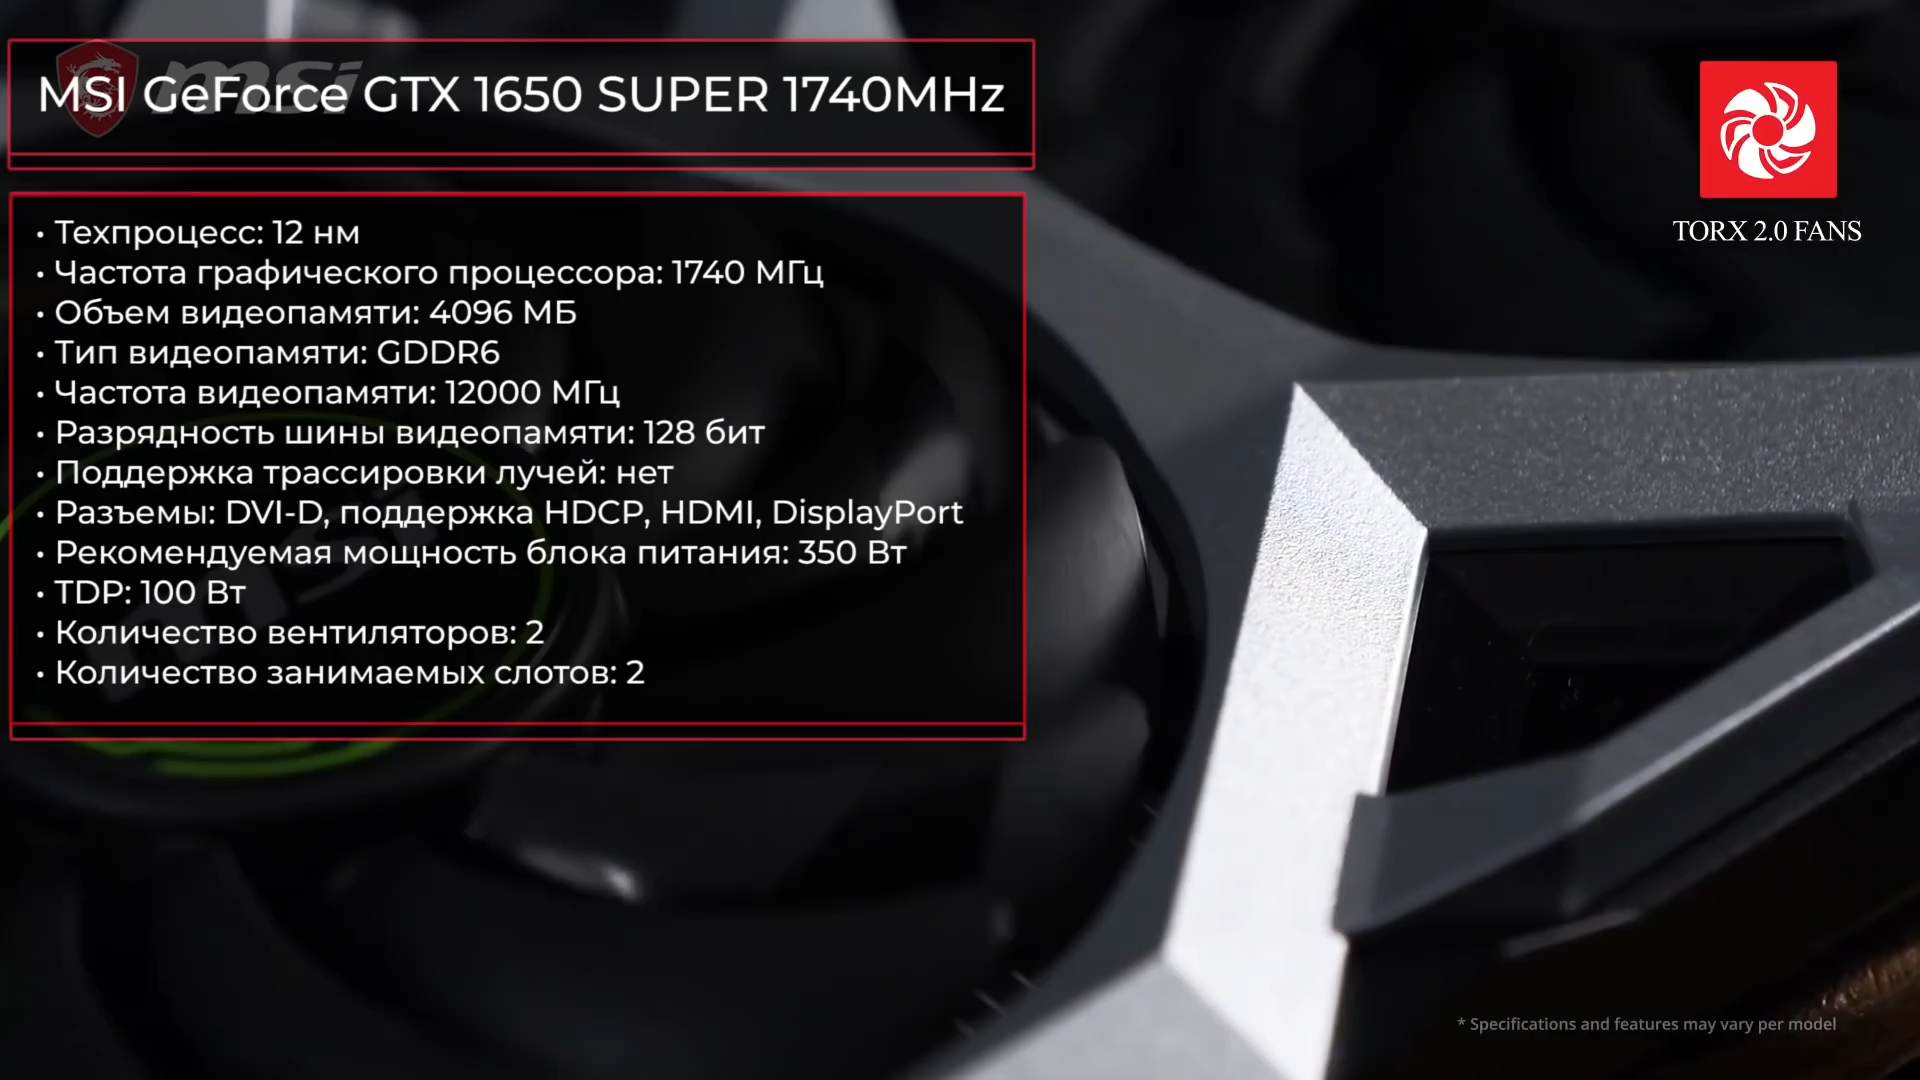 MSI GeForce GTX 1650 SUPER 1740MHz
msi
TORX 2.0 FANS
• Техпроцесс: 12 нм
• Частота графического процессора: 1740 МГц
• Объем видеопамяти: 4096 МБ
• Тип видеопамяти: GDDR6
• Частота видеопамяти: 12000 МГц
• Разрядность шины видеопамяти: 128 бит
• Поддержка трассировки лучей: нет
• Разъемы: DVI-D, поддержка HDCP, HDMI, DisplayPort
• Рекомендуемая мощность блока питания: 350 Вт
• TDP: 100 Вт
• Количество вентиляторов: 2
• Количество занимаемых слотов: 2
msi
* Specifications and features may vary per model